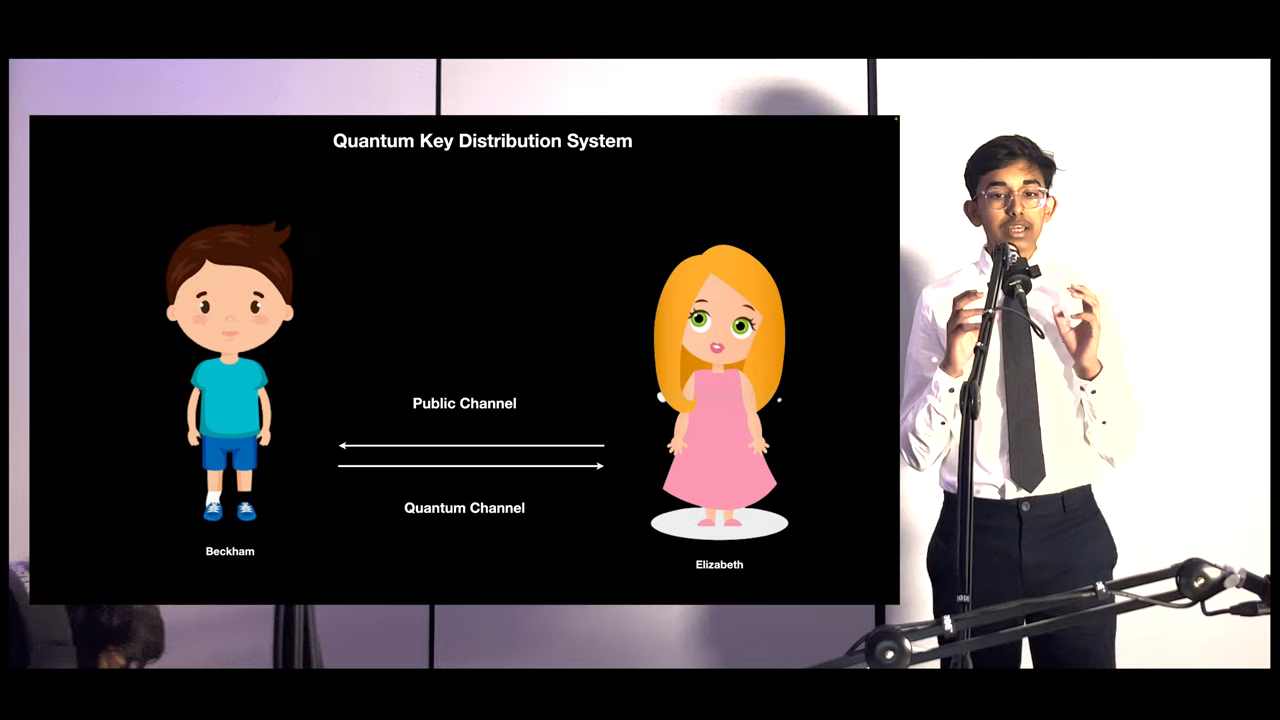 Quantum Key Distribution System
Public Channel
Quantum Channel
Beckham
Elizabeth